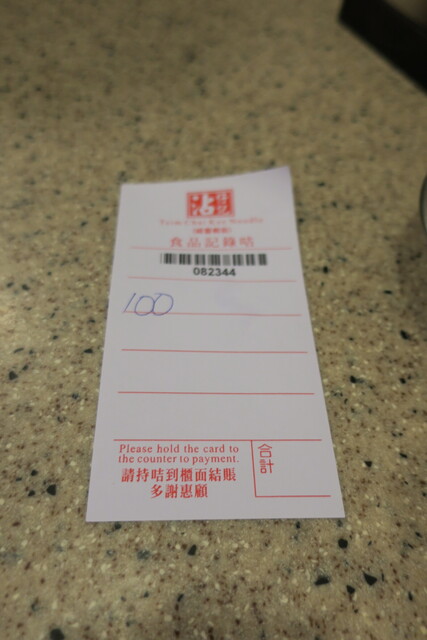 Tsim Chai Kee Noodle
食品記錄咭
082344
100
Please hold the card to
the counter to payment.
請持咭到櫃面結賬
多謝惠顧
合計